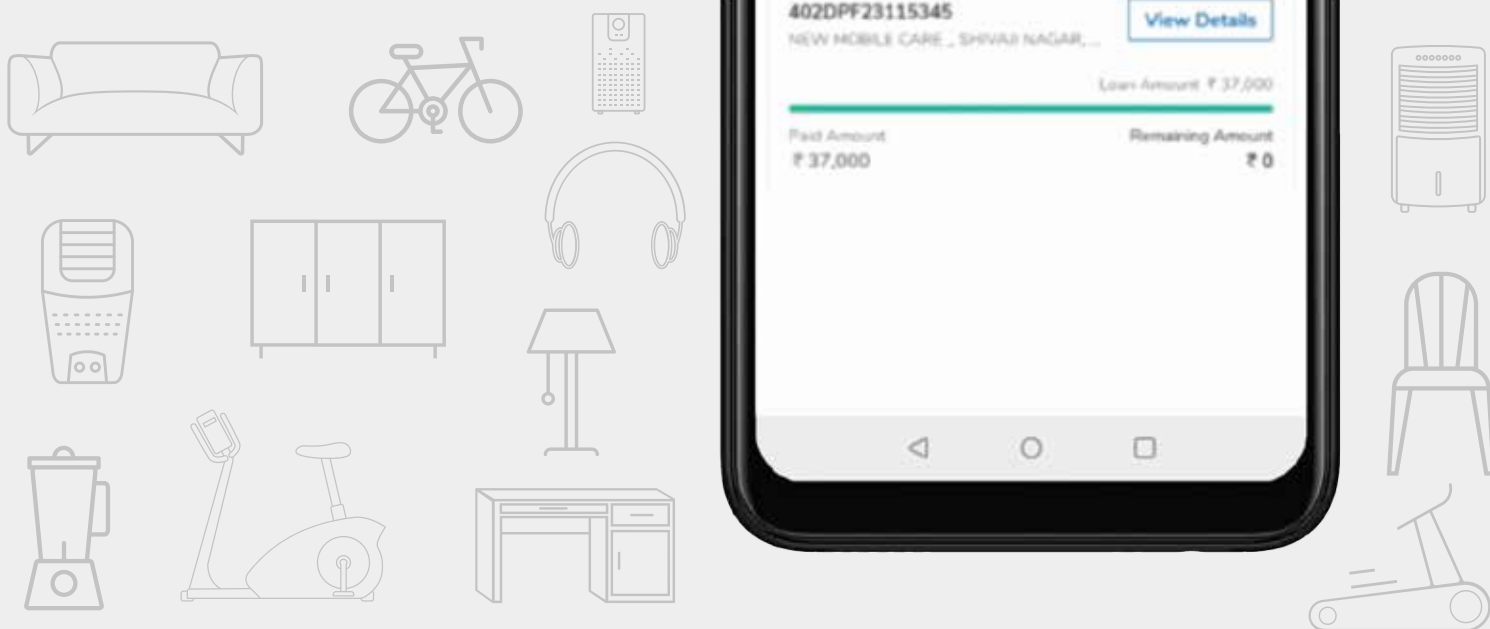 402DPF23115345
View Details
NEW MOBILE CARE _ SHIVAJI NAGAR, ...
Loan Amount ₹ 37,000
Paid Amount
Remaining Amount
₹ 37,000
₹ 0